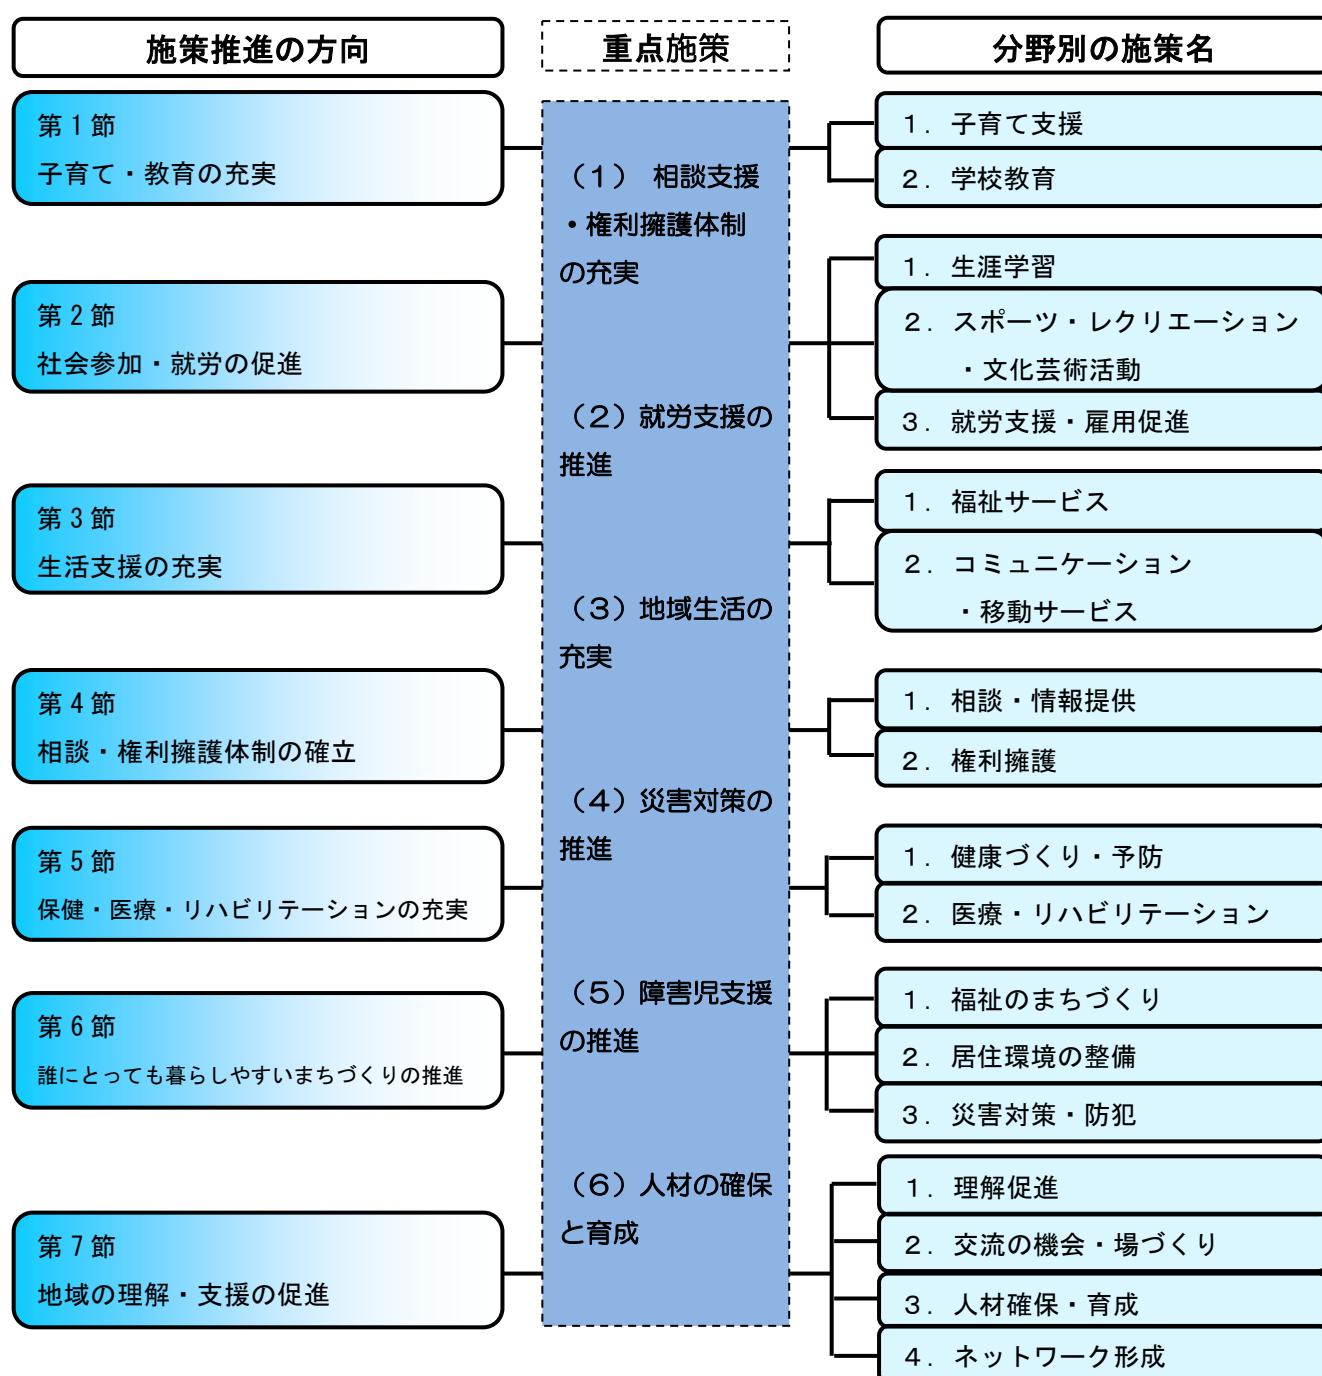 施策推進の方向
重点施策
分野別の施策名
第1節
子育て・教育の充実
第2節
社会参加・就労の促進
第3節
生活支援の充実
第4節
相談・権利擁護体制の確立
第5節
保健・医療・リハビリテーションの充実
第6節
誰にとっても暮らしやすいまちづくりの推進
第7節
地域の理解・支援の促進
（1） 相談支援
・権利擁護体制
の充実
（2）就労支援の
推進
（3）地域生活の
充実
（4）災害対策の
推進
（5）障害児支援
の推進
（6）人材の確保
と育成
1．子育て支援
2．学校教育
1．生涯学習
2．スポーツ・レクリエーション
・文化芸術活動
3．就労支援・雇用促進
1．福祉サービス
2．コミュニケーション
・移動サービス
1．相談・情報提供
2．権利擁護
1．健康づくり・予防
2．医療・リハビリテーション
1．福祉のまちづくり
2．居住環境の整備
3．災害対策・防犯
1．理解促進
2．交流の機会・場づくり
3．人材確保・育成
4．ネットワーク形成